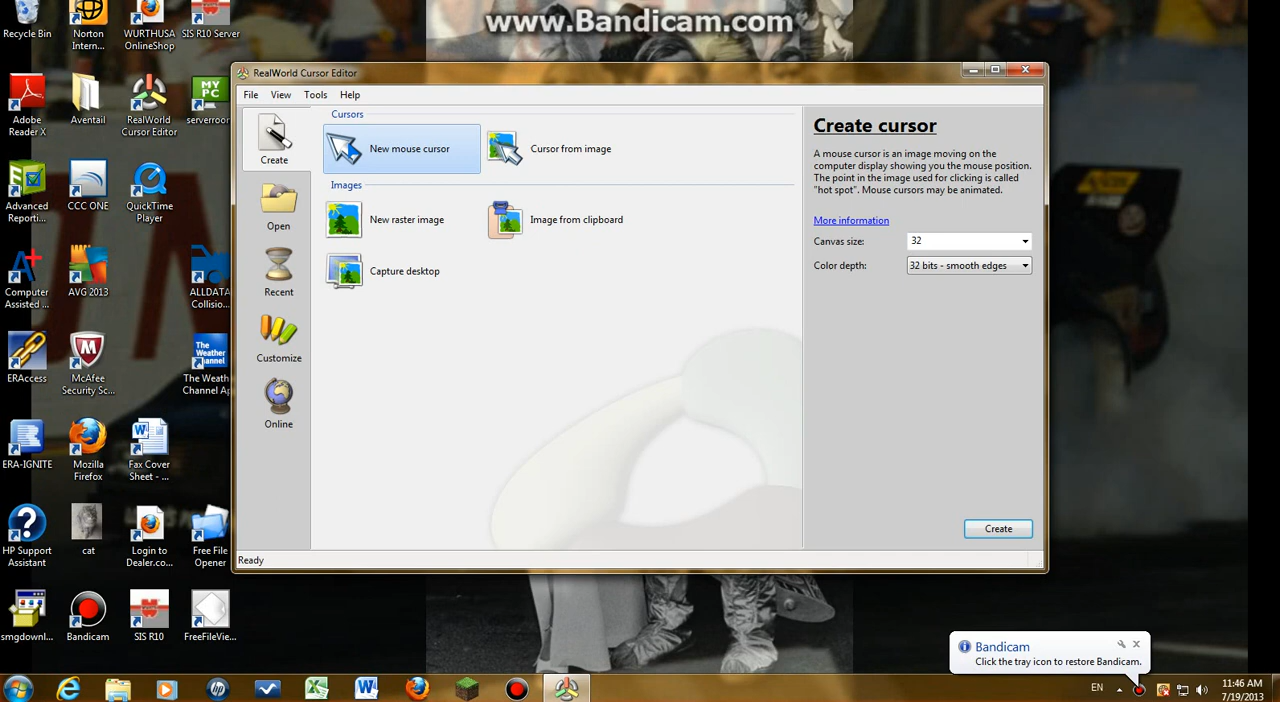 www.Bandicam.com
Recycle Bin
Norton
Intern...
WURTHUSA
OnlineShop
SIS R10 Server
Adobe
Reader X
Aventail
RealWorld
Cursor Editor
MY
PC
serverroor
Advanced
Reporti...
CCC ONE
QuickTime
Player
Computer
Assisted ...
AVG 2013
ALLDATA
Collisio...
ERAccess
McAfee
Security Sc...
The
Weather
Channel
The Weath
Channel Ap
ERA-IGNITE
Mozilla
Firefox
Fax Cover
Sheet - ...
HP Support
Assistant
cat
Login to
Dealer.co...
Free File
Opener
smgdownl...
Bandicam
SIS R10
FreeFileVie...
RealWorld Cursor Editor
File View Tools Help
Create
Open
Recent
Customize
Online
Cursors
New mouse cursor
Cursor from image
Images
New raster image
Image from clipboard
Capture desktop
Create cursor
A mouse cursor is an image moving on the
computer display showing you the mouse position.
The point in the image used for clicking is called
"hot spot". Mouse cursors may be animated.
More information
Canvas size: 32
Color depth: 32 bits - smooth edges
Create
Ready
Bandicam
Click the tray icon to restore Bandicam.
EN
11:46 AM
7/19/2013